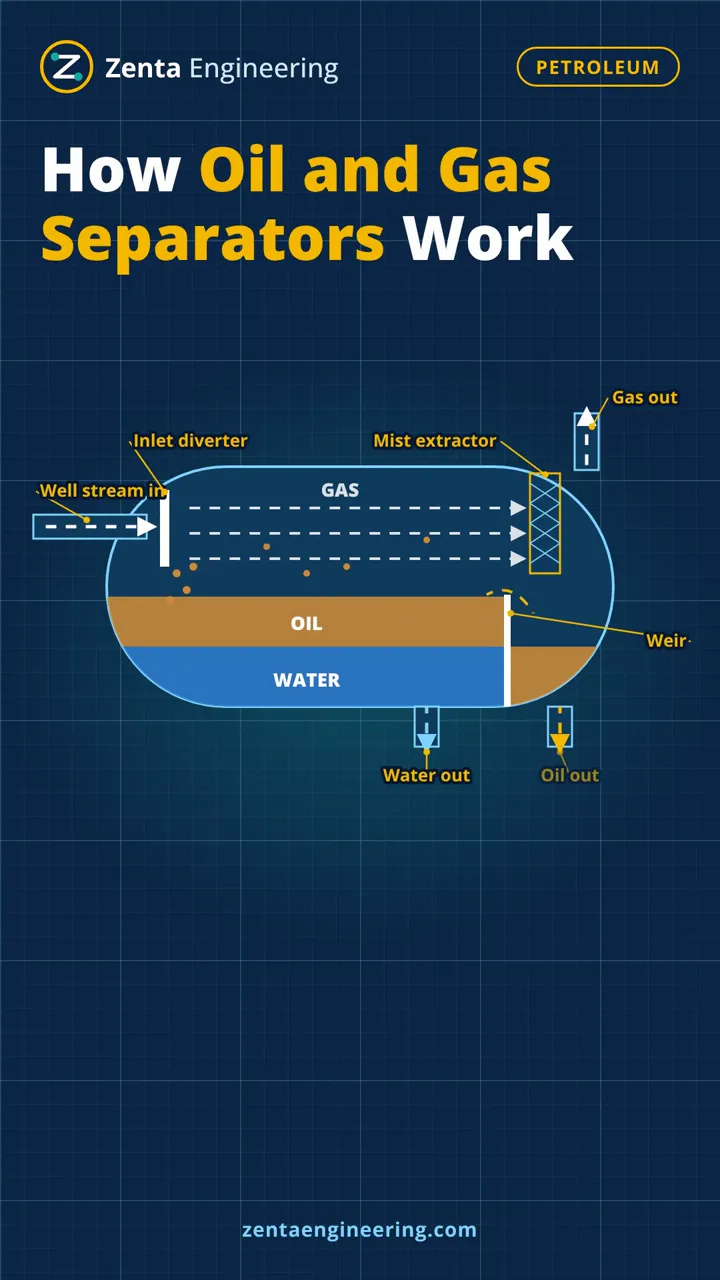 Zenta Engineering
PETROLEUM
How Oil and Gas
Separators Work
Gas out
Inlet diverter
Mist extractor
Well stream in
GAS
OIL
Weir
WATER
Water out
Oil out
zentaengineering.com